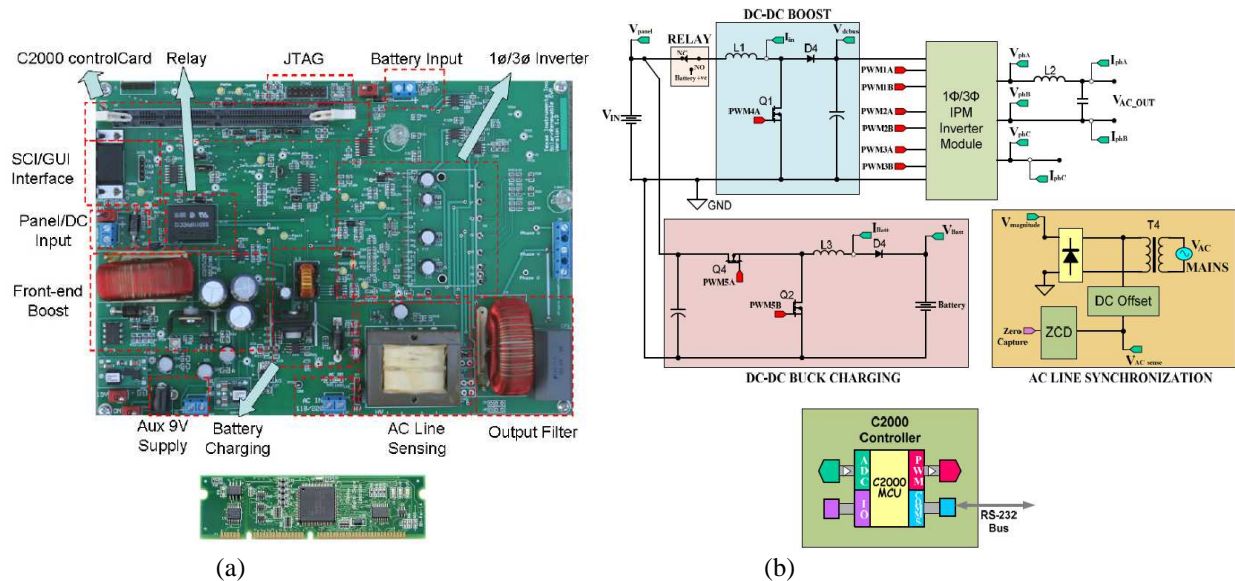 C2000 controlCard
Relay
JTAG
Battery Input
1ø/3ø Inverter
SCI/GUI
Interface
Panel/DC
Input
Front-end
Boost
Aux 9V
Supply
Battery
Charging
AC Line
Sensing
Output Filter
AC IN
(a)
DC-DC BOOST
Vpanel
RELAY
NC
NO
Battery+ve
L1
Iin
D4
Vdcbus
VIN
Q1
PWM4A
PWM1A
PWM1B
PWM2A
PWM2B
PWM3A
PWM3B
1Φ/3Φ
IPM
Inverter
Module
VphA
L2
IphA
VphB
VAC_OUT
VphC
IphB
IphC
GND
Q4
PWM5A
Q2
PWM5B
L3
IBatt
D4
VBatt
Battery
DC-DC BUCK CHARGING
Vmagnitude
T4
VAC
MAINS
DC Offset
ZCD
Zero
Capture
VAC sense
AC LINE SYNCHRONIZATION
C2000
Controller
ADC
PWM
C2000
MCU
IO
RS-232
Bus
(b)